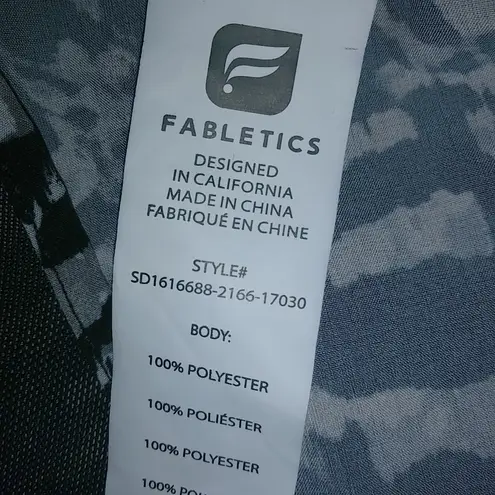 FABLETICS
DESIGNED
IN CALIFORNIA
MADE IN CHINA
FABRIQUÉ EN CHINE
STYLE#
SD1616688-2166-17030
BODY:
100% POLYESTER
100% POLIÉSTER
100% POLYESTER
100%